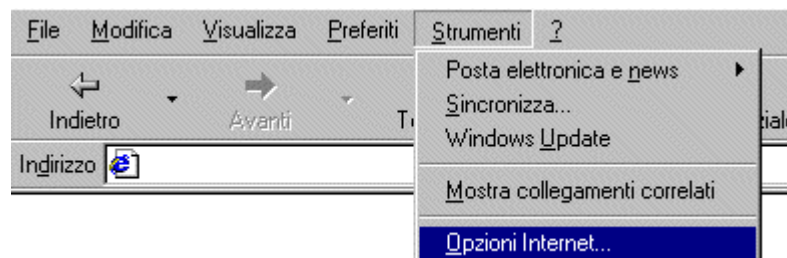 File Modifica Visualizza Preferiti Strumenti ?
Indietro Avanti
Indirizzo
Posta elettronica e news
Sincronizza...
Windows Update
Mostra collegamenti correlati
Opzioni Internet...